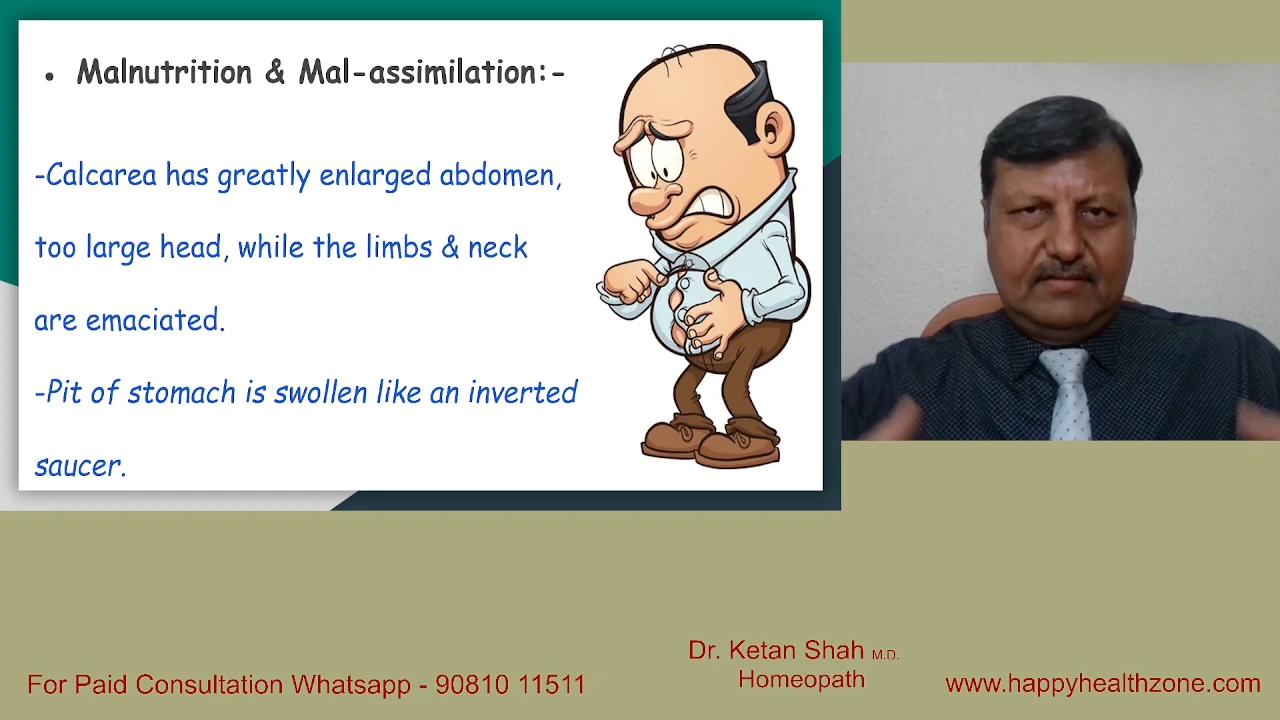 • Malnutrition & Mal-assimilation:-
-Calcarea has greatly enlarged abdomen,
too large head, while the limbs & neck
are emaciated.
-Pit of stomach is swollen like an inverted
saucer.
Dr. Ketan Shah M.D.
Homeopath
For Paid Consultation Whatsapp - 90810 11511
www.happyhealthzone.com